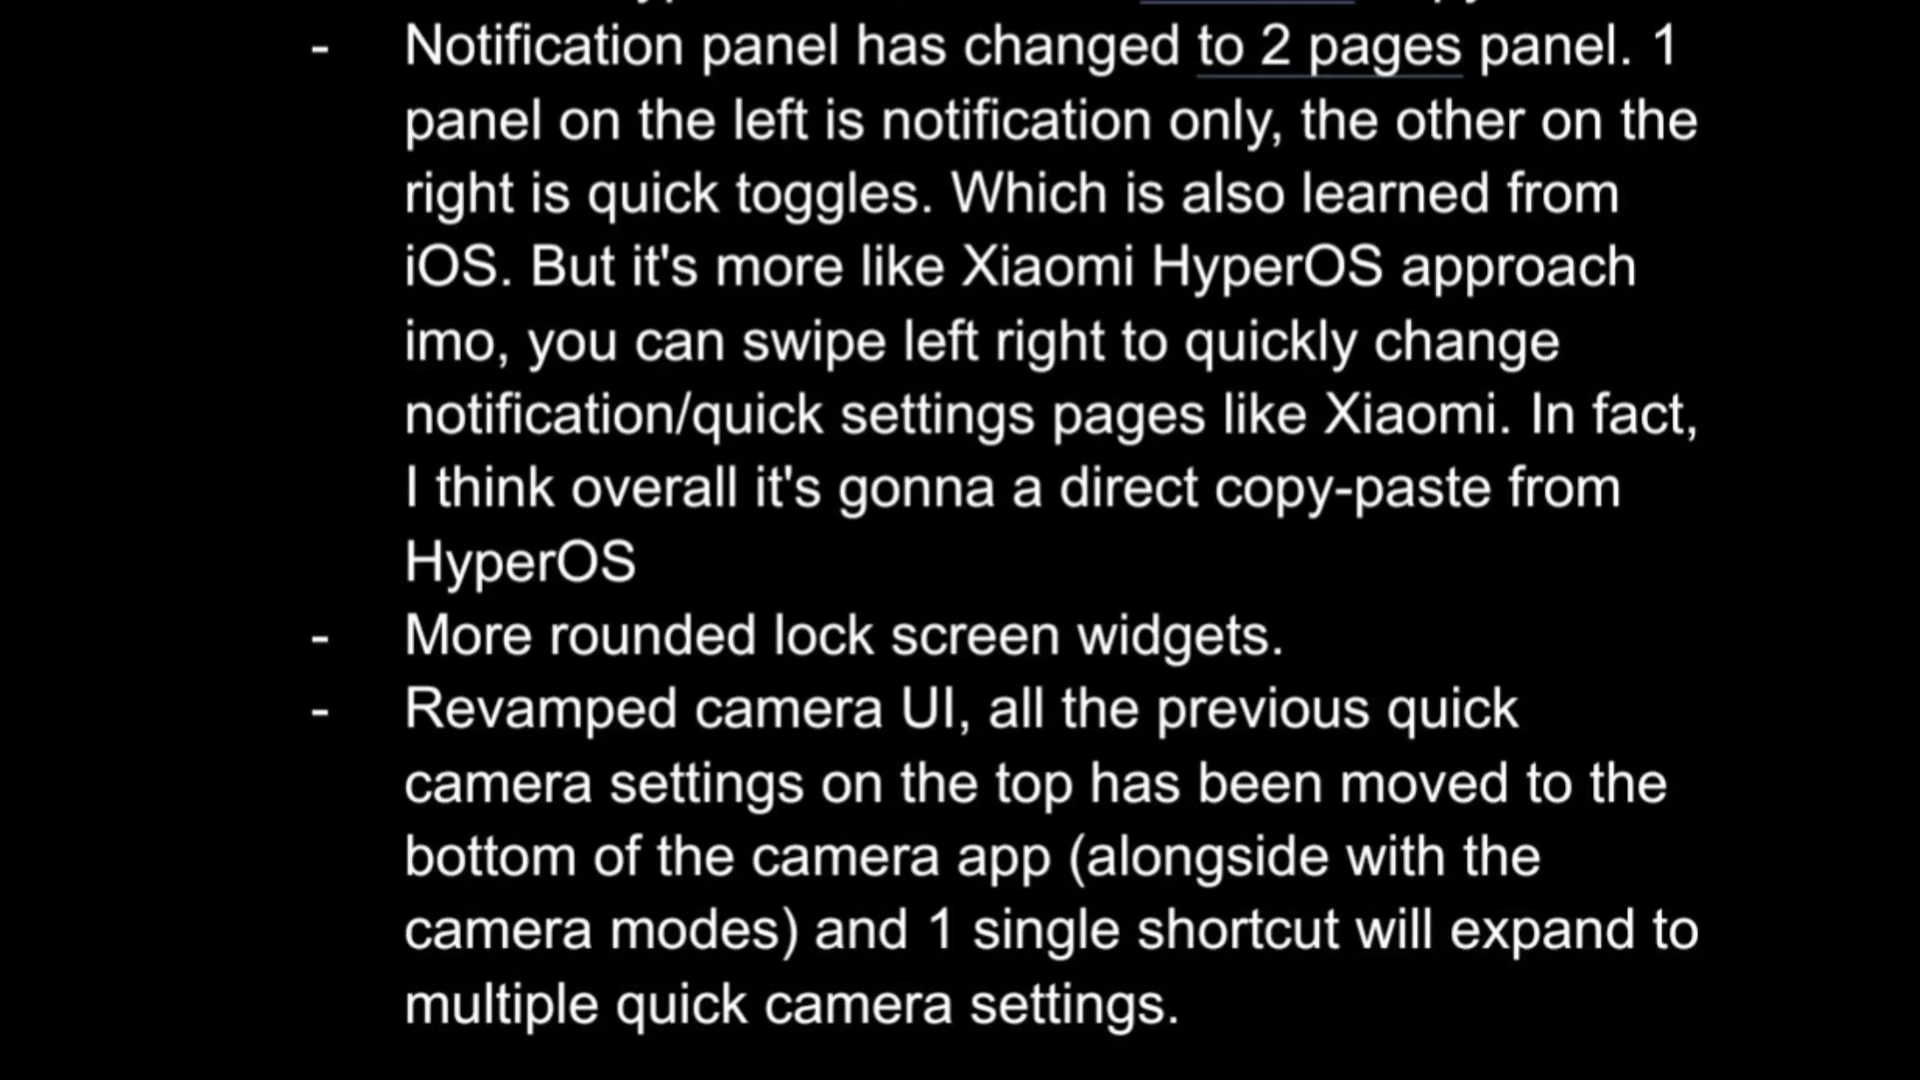 - Notification panel has changed to 2 pages panel. 1
panel on the left is notification only, the other on the
right is quick toggles. Which is also learned from
iOS. But it's more like Xiaomi HyperOS approach
imo, you can swipe left right to quickly change
notification/quick settings pages like Xiaomi. In fact,
I think overall it's gonna a direct copy-paste from
HyperOS
- More rounded lock screen widgets.
- Revamped camera UI, all the previous quick
camera settings on the top has been moved to the
bottom of the camera app (alongside with the
camera modes) and 1 single shortcut will expand to
multiple quick camera settings.